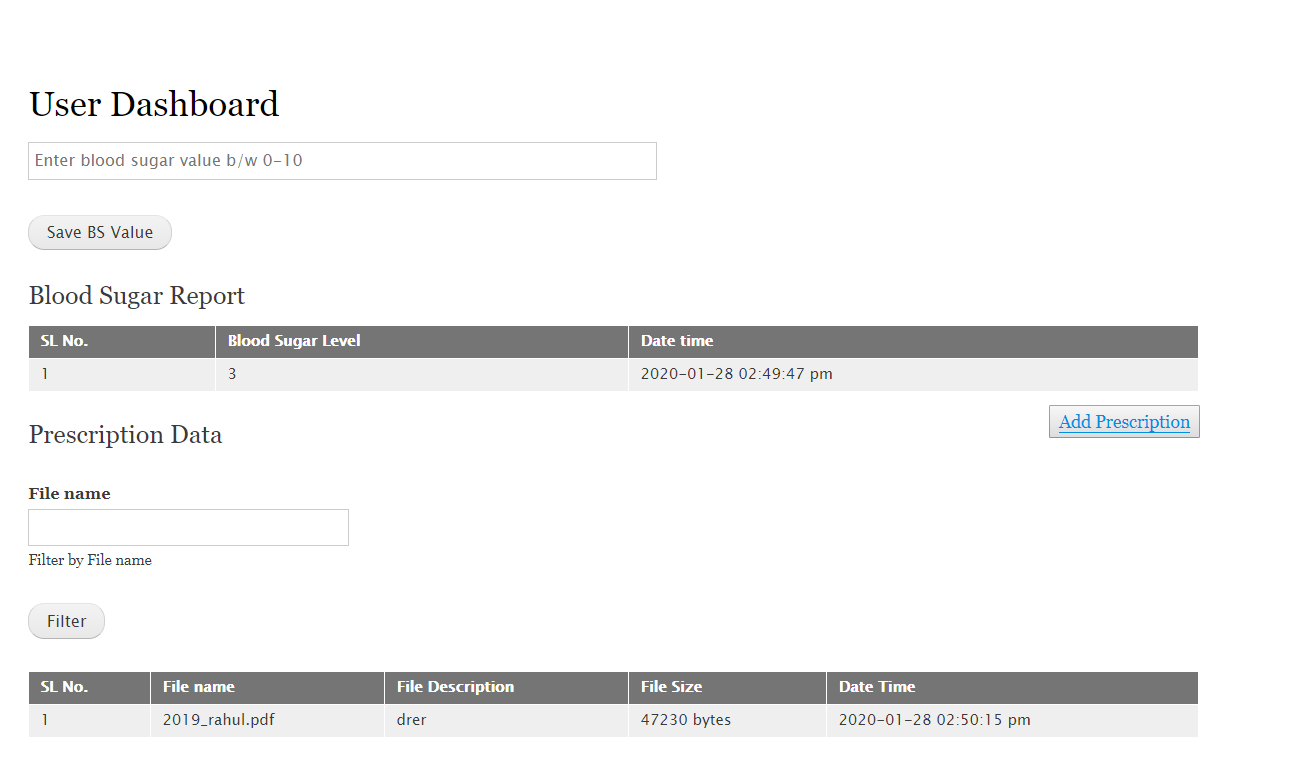 User Dashboard
Enter blood sugar value b/w 0-10
Save BS Value
Blood Sugar Report
SL No. Blood Sugar Level Date time
1 3 2020-01-28 02:49:47 pm
Add Prescription
Prescription Data
File name
Filter by File name
Filter
SL No. File name File Description File Size Date Time
1 2019_rahul.pdf drer 47230 bytes 2020-01-28 02:50:15 pm